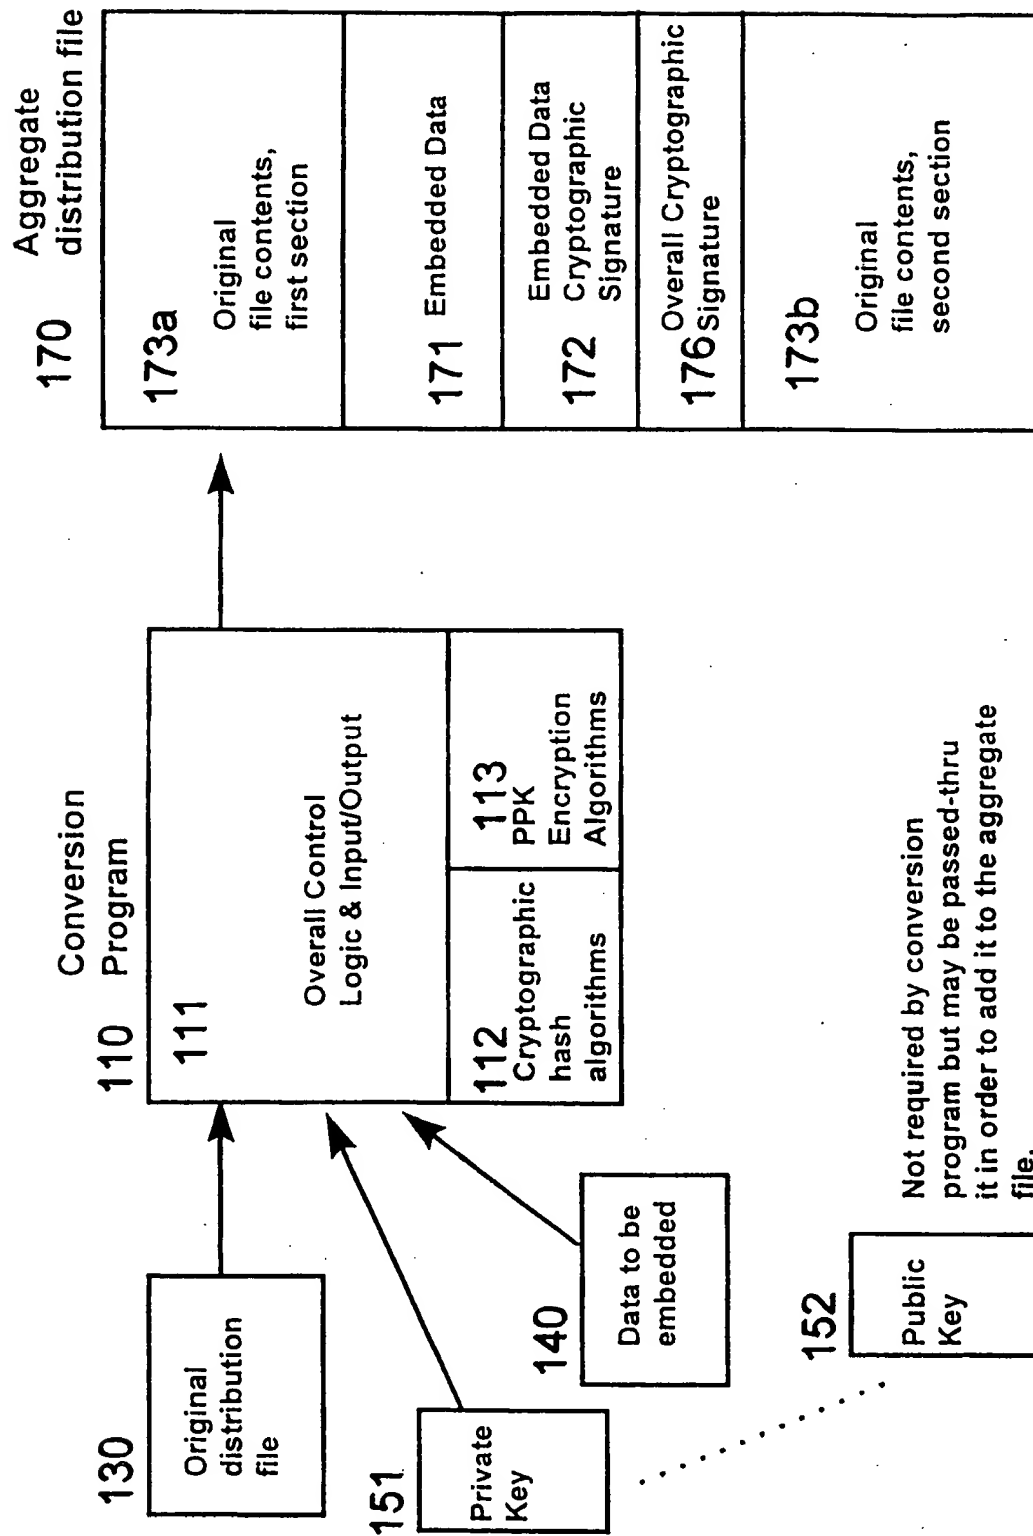 130
Original
distribution
file
151
Private
Key
140
Data to be
embedded
152
Public
Key
Not required by conversion
program but may be passed-thru
it in order to add it to the aggregate
file.
110
Conversion
Program
111
Overall Control
Logic & Input/Output
112
Cryptographic
hash
algorithms
113
PPK
Encryption
Algorithms
170
Aggregate
distribution file
173a
Original
file contents,
first section
171 Embedded Data
172
Embedded Data
Cryptographic
Signature
176
Overall Cryptographic
Signature
173b
Original
file contents,
second section